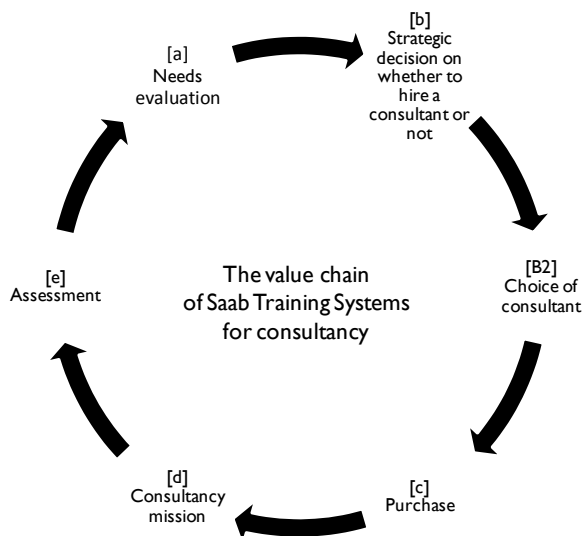 [a]
Needs
evaluation
[b]
Strategic
decision on
whether to
hire a
consultant or
not
[B2]
Choice of
consultant
[c]
Purchase
[d]
Consultancy
mission
[e]
Assessment
The value chain
of Saab Training Systems
for consultancy